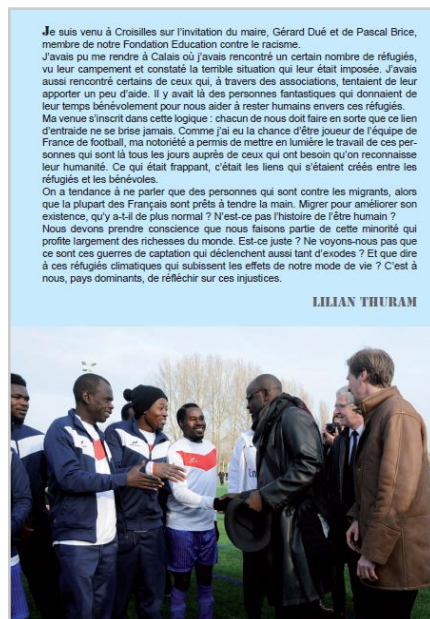 Je suis venu à Croisilles sur l'invitation du maire, Gérard Dué et de Pascal Brice,
membre de notre Fondation Education contre le racisme.
J'avais pu me rendre à Calais où j'avais rencontré un certain nombre de réfugiés,
vu leur campement et constaté la terrible situation qui leur était imposée. J'avais
aussi rencontré certains de ceux qui, à travers des associations, tentaient de leur
apporter un peu d'aide. Il y avait là des personnes fantastiques qui donnaient de
leur temps bénévolement pour nous aider à rester humains envers ces réfugiés.
Ma venue s'inscrit dans cette logique : chacun de nous doit faire en sorte que ce lien
d'entraide ne se brise jamais. Comme j'ai eu la chance d'être joueur de l'équipe de
France de football, ma notoriété a permis de mettre en lumière le travail de ces per-
sonnes qui sont là tous les jours auprès de ceux qui ont besoin qu'on reconnaisse
leur humanité. Ce qui était frappant, c'était les liens qui s'étaient créés entre les
réfugiés et les bénévoles.
On a tendance à ne parler que des personnes qui sont contre les migrants, alors
que la plupart des Français sont prêts à tendre la main. Migrer pour améliorer son
existence, qu'y a-t-il de plus normal ? N'est-ce pas l'histoire de l'être humain ?
Nous devons prendre conscience que nous faisons partie de cette minorité qui
profite largement des richesses du monde. Est-ce juste ? Ne voyons-nous pas que
ce sont ces guerres de captation qui déclenchent aussi tant d'exodes ? Et que dire
à ces réfugiés climatiques qui subissent les effets de notre mode de vie ? C'est à
nous, pays dominants, de réfléchir sur ces injustices.
LILIAN THURAM